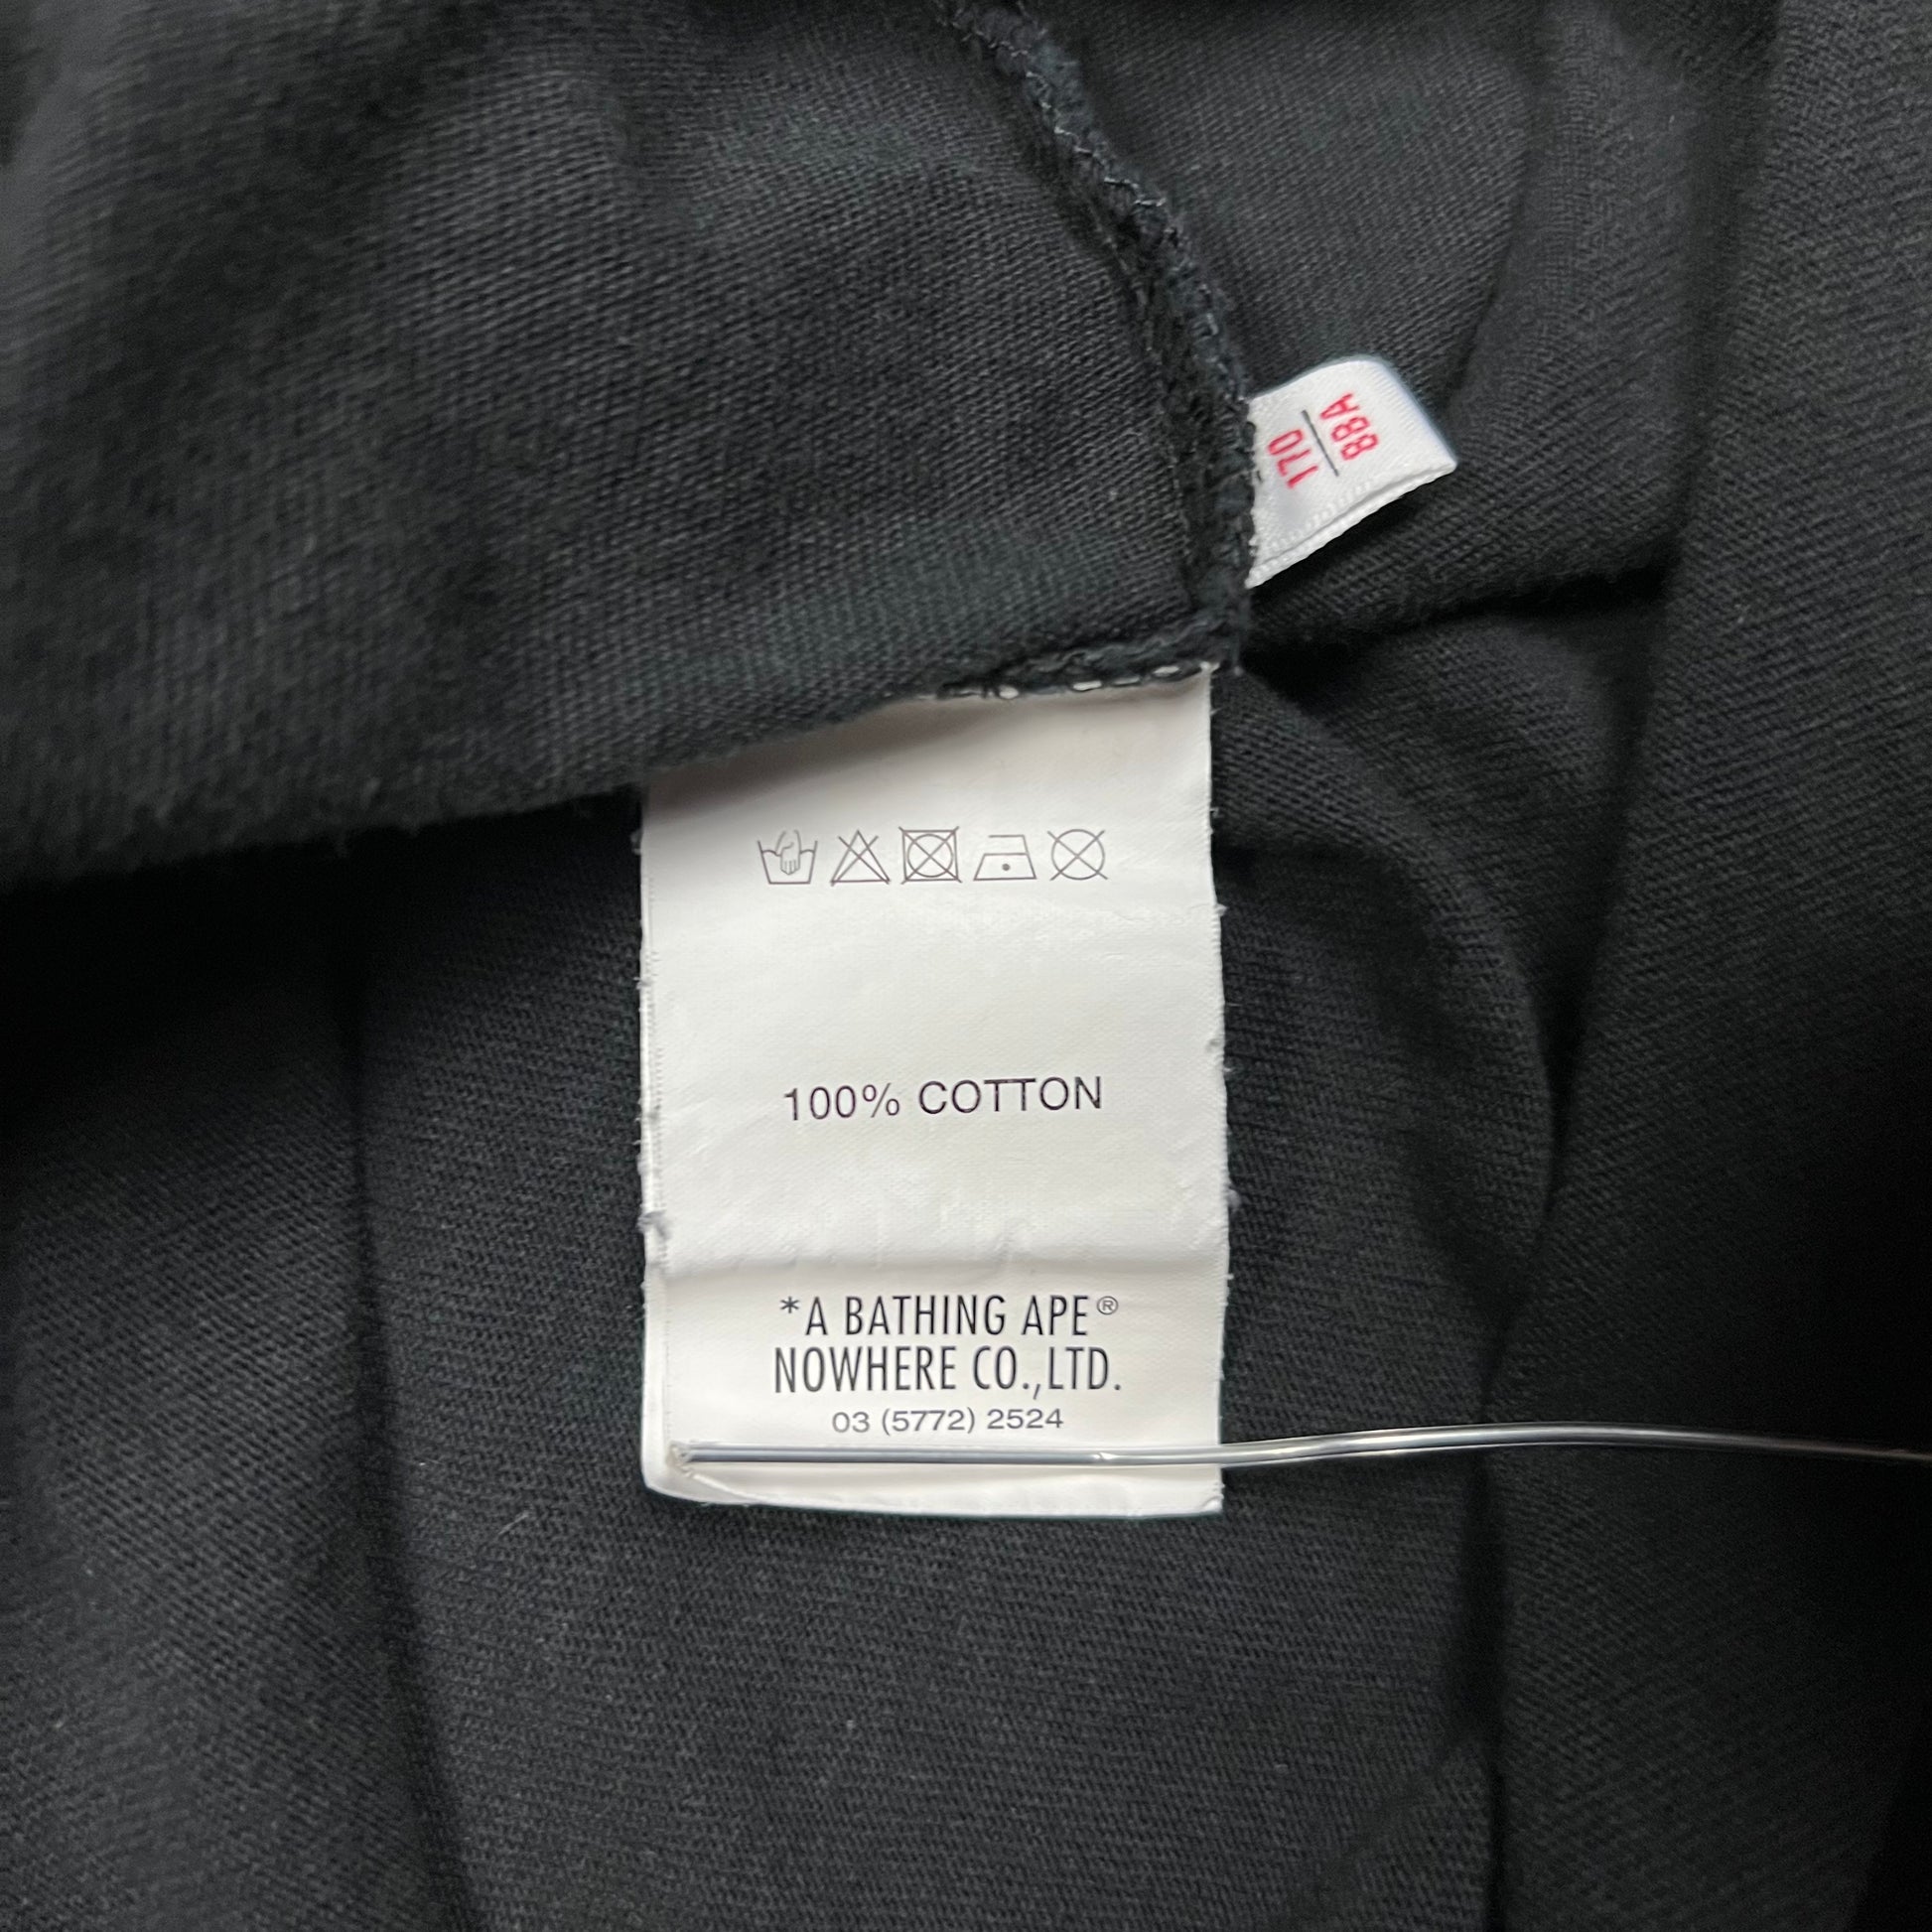 170
88A
100% COTTON
*A BATHING APE®
NOWHERE CO.,LTD.
03 (5772) 2524